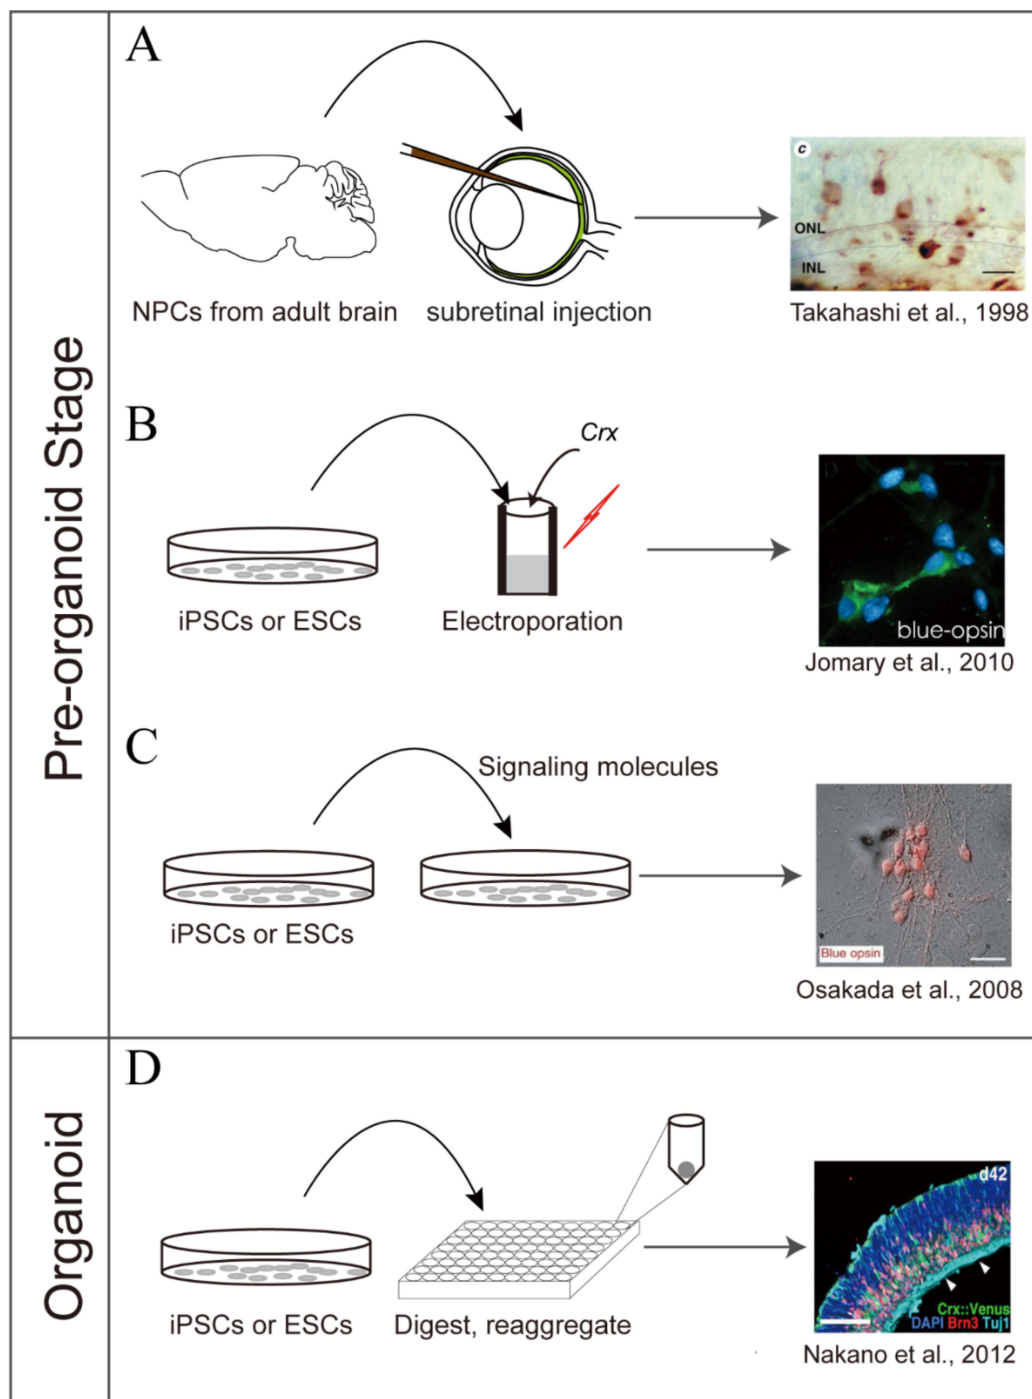 Pre-organoid Stage
A
NPCs from adult brain
subretinal injection
c
ONL
INL
Takahashi et al., 1998
B
Crx
iPSCs or ESCs
Electroporation
blue-opsin
Jomary et al., 2010
C
Signaling molecules
iPSCs or ESCs
Blue opsin
Osakada et al., 2008
Organoid
D
iPSCs or ESCs
Digest, reaggregate
d42
Crx::Venus
DAPI Brn3 Tuj1
Nakano et al., 2012